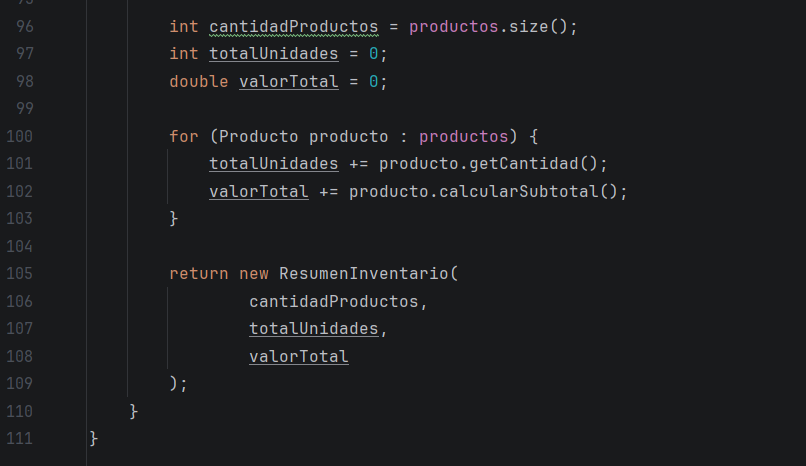 95
96 int cantidadProductos = productos.size();
97 int totalUnidades = 0;
98 double valorTotal = 0;
99
100 for (Producto producto : productos) {
101 totalUnidades += producto.getCantidad();
102 valorTotal += producto.calcularSubtotal();
103 }
104
105 return new ResumenInventario(
106 cantidadProductos,
107 totalUnidades,
108 valorTotal
109 );
110 }
111 }